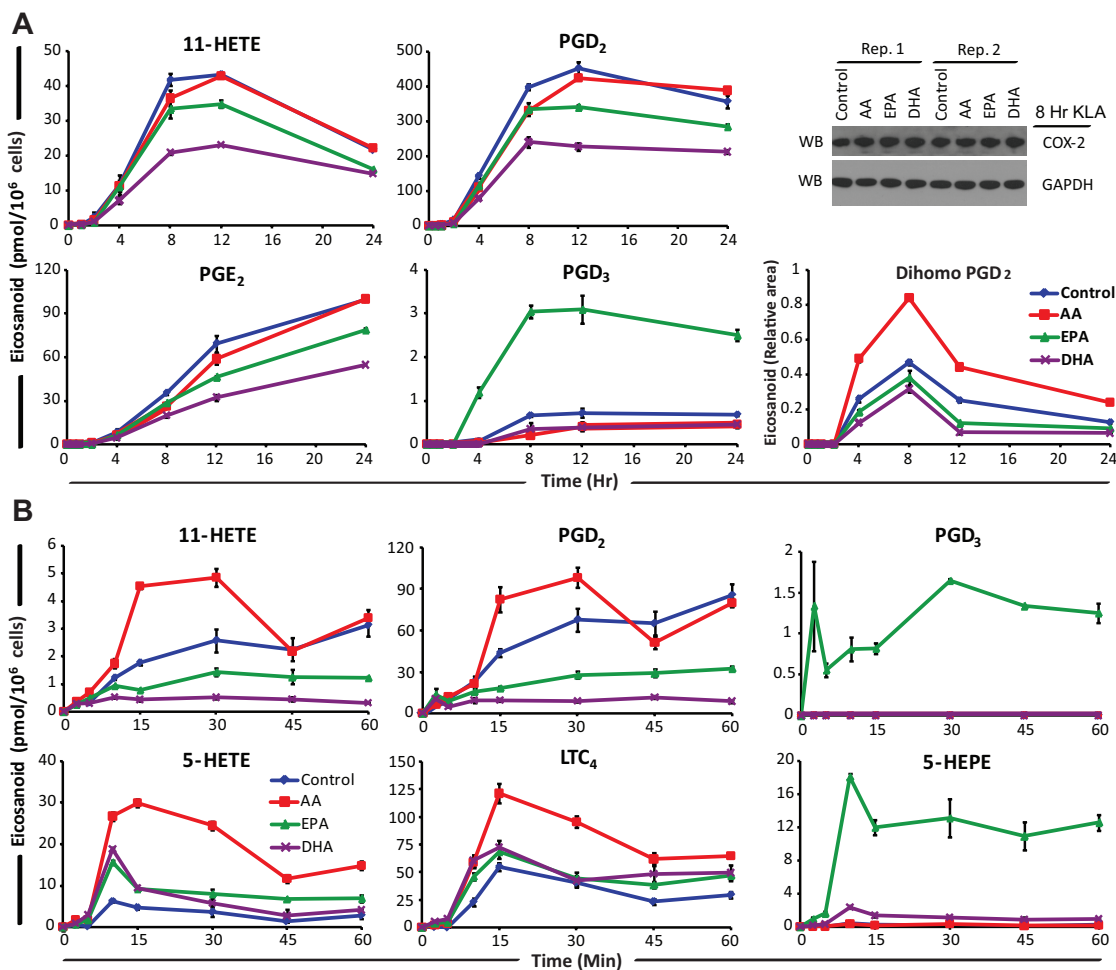 A
Eicosanoid (pmol/10⁶ cells)
11-HETE
50
40
30
20
10
0
0 4 8 12 16 20 24
PGD₂
500
400
300
200
100
0
0 4 8 12 16 20 24
Rep. 1 Rep. 2
Control AA EPA DHA Control AA EPA DHA
8 Hr KLA
WB COX-2
WB GAPDH
PGE₂
120
90
60
30
0
0 4 8 12 16 20 24
PGD₃
4
3
2
1
0
0 4 8 12 16 20 24
Dihomo PGD₂
Eicosanoid (Relative area)
1
0.8
0.6
0.4
0.2
0
0 4 8 12 16 20 24
Control
AA
EPA
DHA
Time (Hr)
B
Eicosanoid (pmol/10⁶ cells)
11-HETE
6
5
4
3
2
1
0
0 15 30 45 60
PGD₂
120
90
60
30
0
0 15 30 45 60
PGD₃
2
1.5
1
0.5
0
0 15 30 45 60
5-HETE
40
30
20
10
0
0 15 30 45 60
Control
AA
EPA
DHA
LTC₄
150
125
100
75
50
25
0
0 15 30 45 60
5-HEPE
20
16
12
8
4
0
0 15 30 45 60
Time (Min)